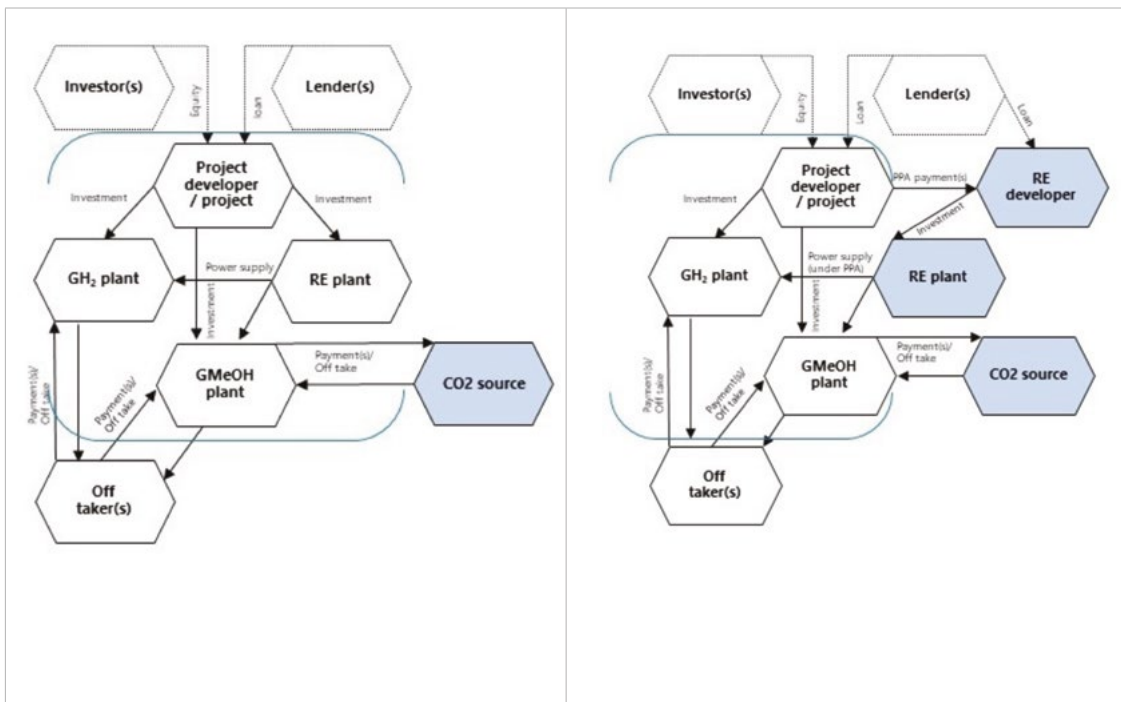 Investor(s)
Equity
loan
Lender(s)
Project
developer
/ project
Investment
Investment
GH₂ plant
Power supply
RE plant
Investment
Payment(s)/
Off take
Payment(s)/
Off take
GMeOH
plant
Payment(s)/
Off take
CO2 source
Off
taker(s)
Investor(s)
Equity
Loan
Lender(s)
Loan
Project
developer
/ project
PPA payment(s)
RE
developer
Investment
Investment
GH₂ plant
Power supply
(under PPA)
RE plant
Investment
Payment(s)/
Off take
Payment(s)/
Off take
GMeOH
plant
Payment(s)/
Off take
CO2 source
Off
taker(s)